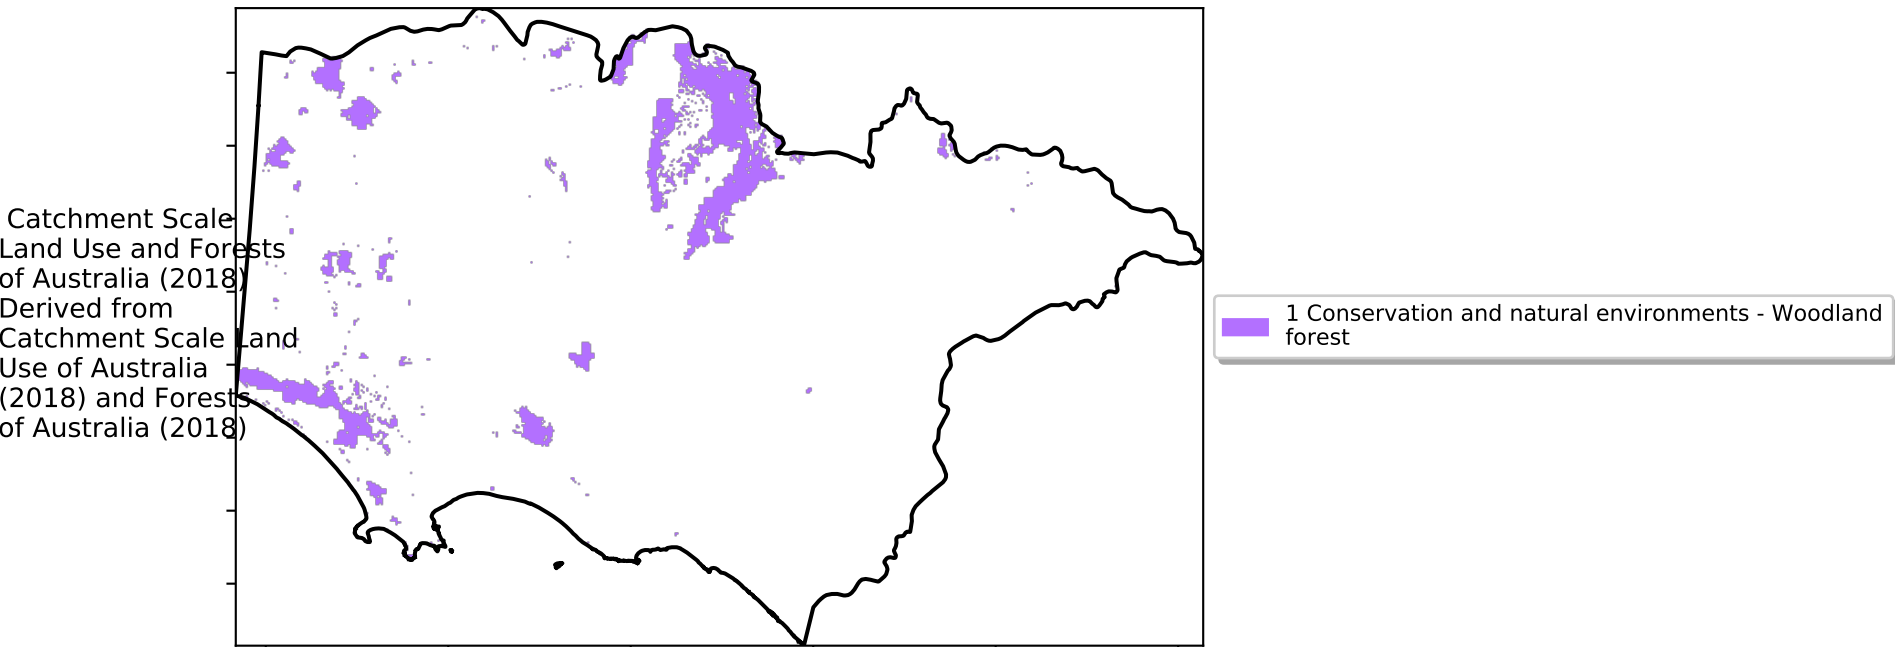 Catchment Scale
Land Use and Forests
of Australia (2018)
Derived from
Catchment Scale Land
Use of Australia
(2018) and Forests
of Australia (2018)
1 Conservation and natural environments - Woodland
forest